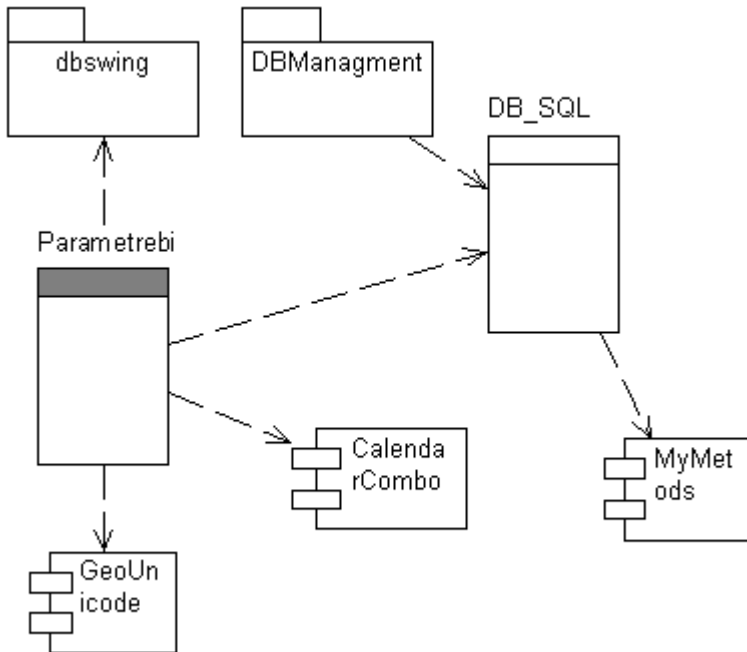 dbswing
DBManagment
DB_SQL
Parametrebi
Calenda
rCombo
MyMet
ods
GeoUn
icode